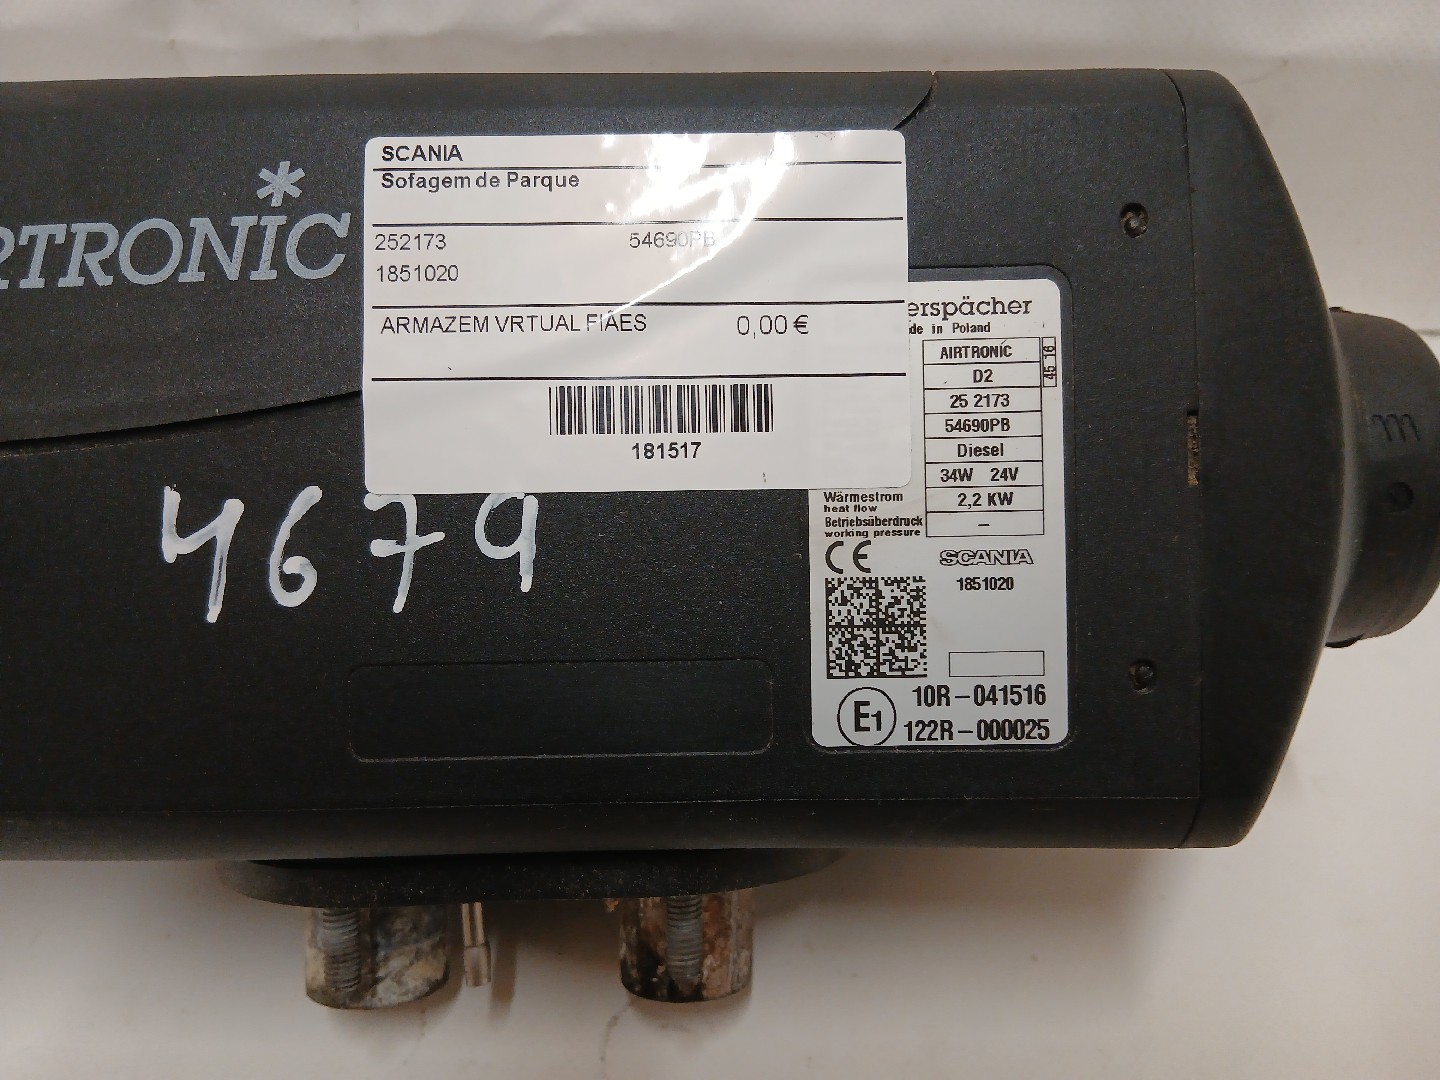 RTRONIC
SCANIA
Sofagem de Parque
252173 54690PB
1851020
ARMAZEM VRTUAL FIAES 0,00 €
181517
4679
erspächer
de in Poland
AIRTRONIC
45 16
D2
25 2173
54690PB
Diesel
34W 24V
Wärmestrom
heat flow
2,2 KW
Betriebsüberdruck
working pressure
–
CE
SCANIA
1851020
E1
10R–041516
122R–000025